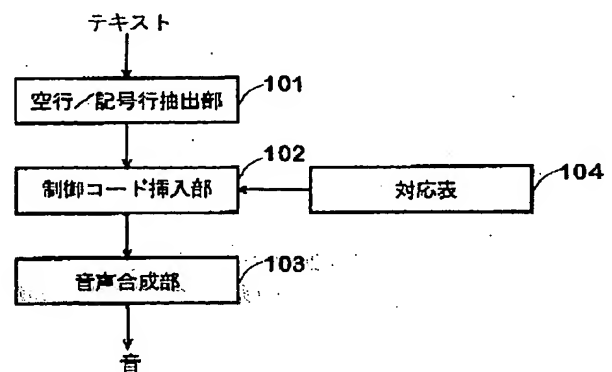 テキスト
空行／記号行抽出部
101
制御コード挿入部
102
対応表
104
音声合成部
103
音